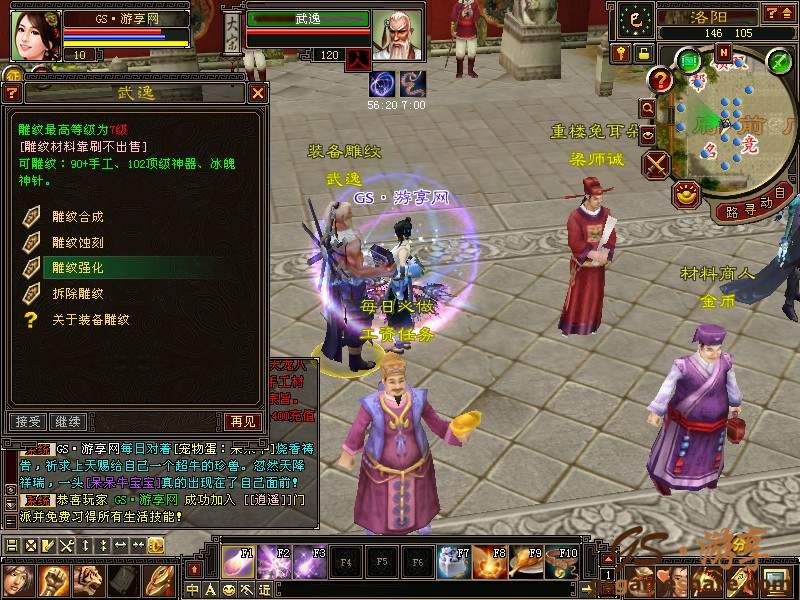 GS·游享网
10
大宋
武逸
120
人
56:20 7:00
洛阳
146 105
N
自动寻路
武逸
雕纹最高等级为7级
[雕纹材料靠刷不出售]
可雕纹：90+手工、102顶级神器、冰魄
神针。
雕纹合成
雕纹蚀刻
雕纹强化
拆除雕纹
关于装备雕纹
接受
继续
再见
装备雕纹
武逸
GS·游享网
重楼兔耳朵
梁师诚
材料商人
金币
每日必做
工资任务
GS·游享网每日对着[宠物蛋：呆呆牛]烧香祷
告，祈求上天赐给自己一个超牛的珍兽。忽然天降
祥瑞，一头[呆呆牛宝宝]真的出现在了自己面前！
恭喜玩家 GS·游享网 成功加入 [[逍遥]]门
派并免费习得所有生活技能！
F1 F2 F3 F4 F5 F6 F7 F8 F9 F10
1
中 A 近
GS·游享